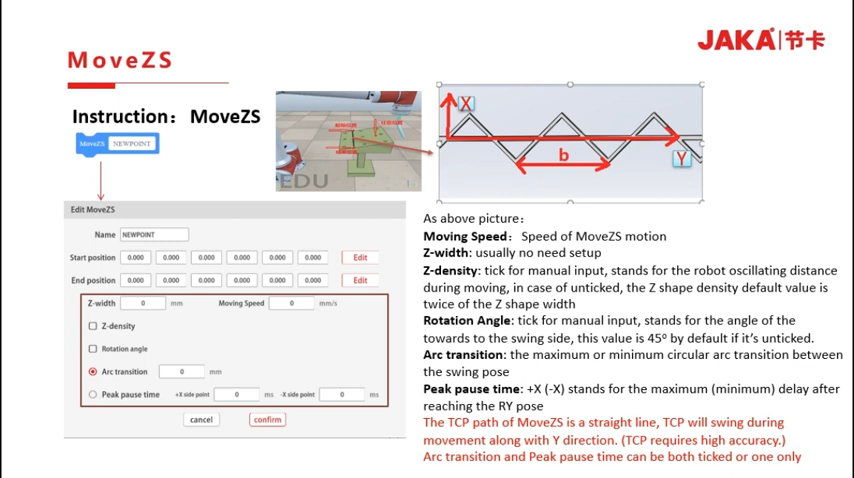 MoveZS
JAKA 节卡
Instruction： MoveZS
MoveZS NEWPOINT
EDU
X
b
Y
Edit MoveZS
Name NEWPOINT
Start position 0.000 0.000 0.000 0.000 0.000 0.000 Edit
End position 0.000 0.000 0.000 0.000 0.000 0.000 Edit
Z-width 0 mm Moving Speed 0 mm/s
Z-density
Rotation angle
Arc transition 0 mm
Peak pause time +X side point 0 ms -X side point 0 ms
cancel confirm
As above picture：
Moving Speed： Speed of MoveZS motion
Z-width: usually no need setup
Z-density: tick for manual input, stands for the robot oscillating distance
during moving, in case of unticked, the Z shape density default value is
twice of the Z shape width
Rotation Angle: tick for manual input, stands for the angle of the
towards to the swing side, this value is 45° by default if it's unticked.
Arc transition: the maximum or minimum circular arc transition between
the swing pose
Peak pause time: +X (-X) stands for the maximum (minimum) delay after
reaching the RY pose
The TCP path of MoveZS is a straight line, TCP will swing during
movement along with Y direction. (TCP requires high accuracy.)
Arc transition and Peak pause time can be both ticked or one only